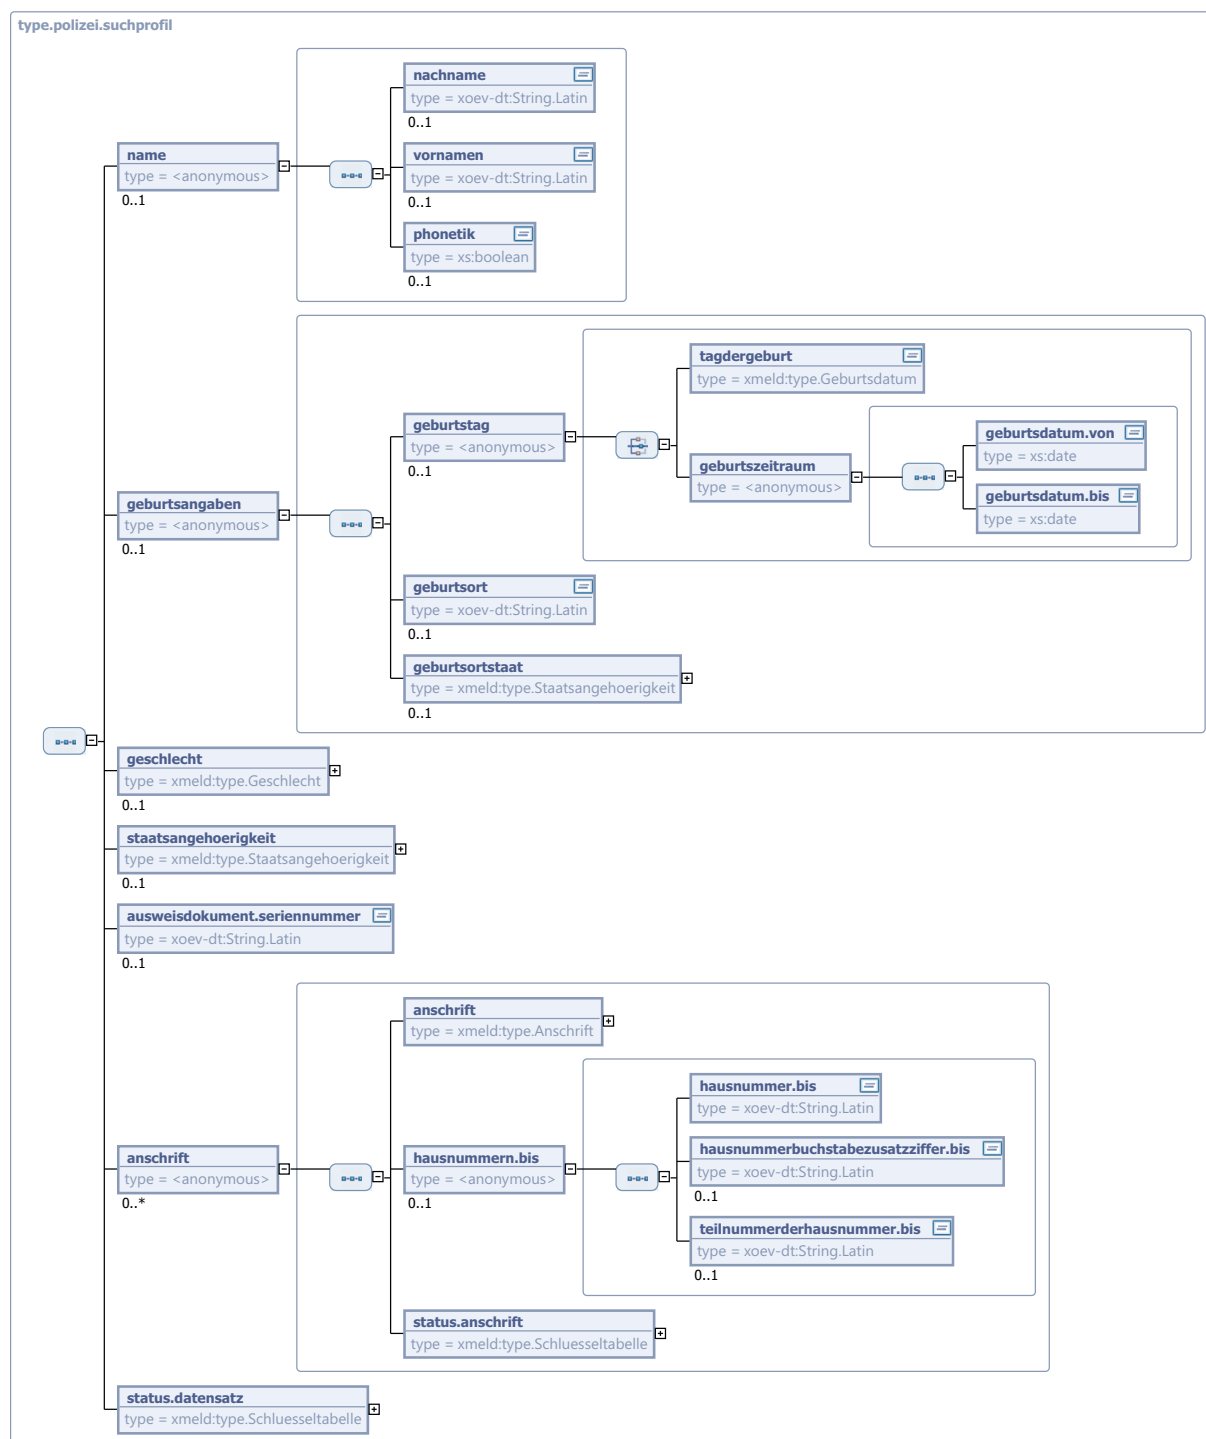 type.polizei.suchprofil
nachname
type = xoev-dt:String.Latin
0..1
name
type = <anonymous>
0..1
vornamen
type = xoev-dt:String.Latin
0..1
phonetik
type = xs:boolean
0..1
tagdergeburt
type = xmeld:type.Geburtsdatum
geburtstag
type = <anonymous>
0..1
geburtsdatum.von
type = xs:date
geburtszeitraum
type = <anonymous>
geburtsdatum.bis
type = xs:date
geburtsangaben
type = <anonymous>
0..1
geburtsort
type = xoev-dt:String.Latin
0..1
geburtsortstaat
type = xmeld:type.Staatsangehoerigkeit
0..1
geschlecht
type = xmeld:type.Geschlecht
0..1
staatsangehoerigkeit
type = xmeld:type.Staatsangehoerigkeit
0..1
ausweisdokument.seriennummer
type = xoev-dt:String.Latin
0..1
anschrift
type = xmeld:type.Anschrift
hausnummer.bis
type = xoev-dt:String.Latin
anschrift
type = <anonymous>
0..*
hausnummern.bis
type = <anonymous>
0..1
hausnummerbuchstabezusatzziffer.bis
type = xoev-dt:String.Latin
0..1
teilnummerderhausnummer.bis
type = xoev-dt:String.Latin
0..1
status.anschrift
type = xmeld:type.Schluesseltabelle
status.datensatz
type = xmeld:type.Schluesseltabelle